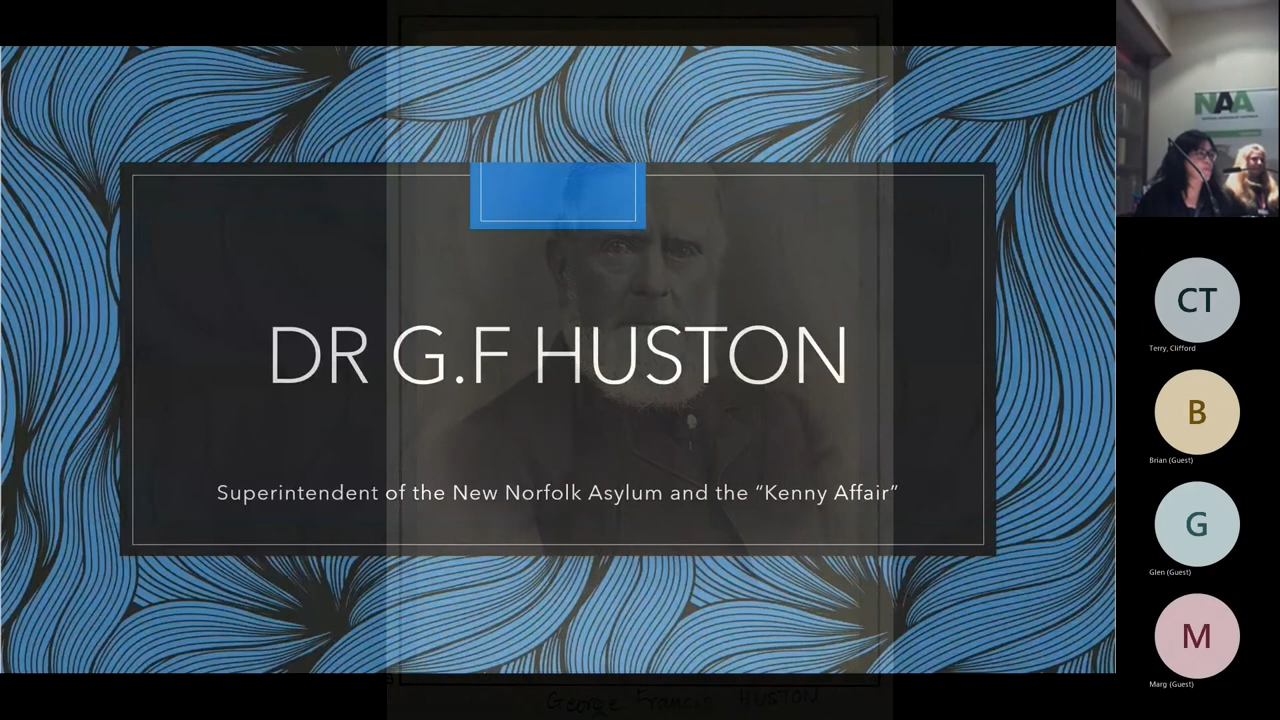 DR G.F HUSTON
Superintendent of the New Norfolk Asylum and the “Kenny Affair”
George Francis HUSTON
NAA
CT
Terry, Clifford
B
Brian (Guest)
G
Glen (Guest)
M
Marg (Guest)